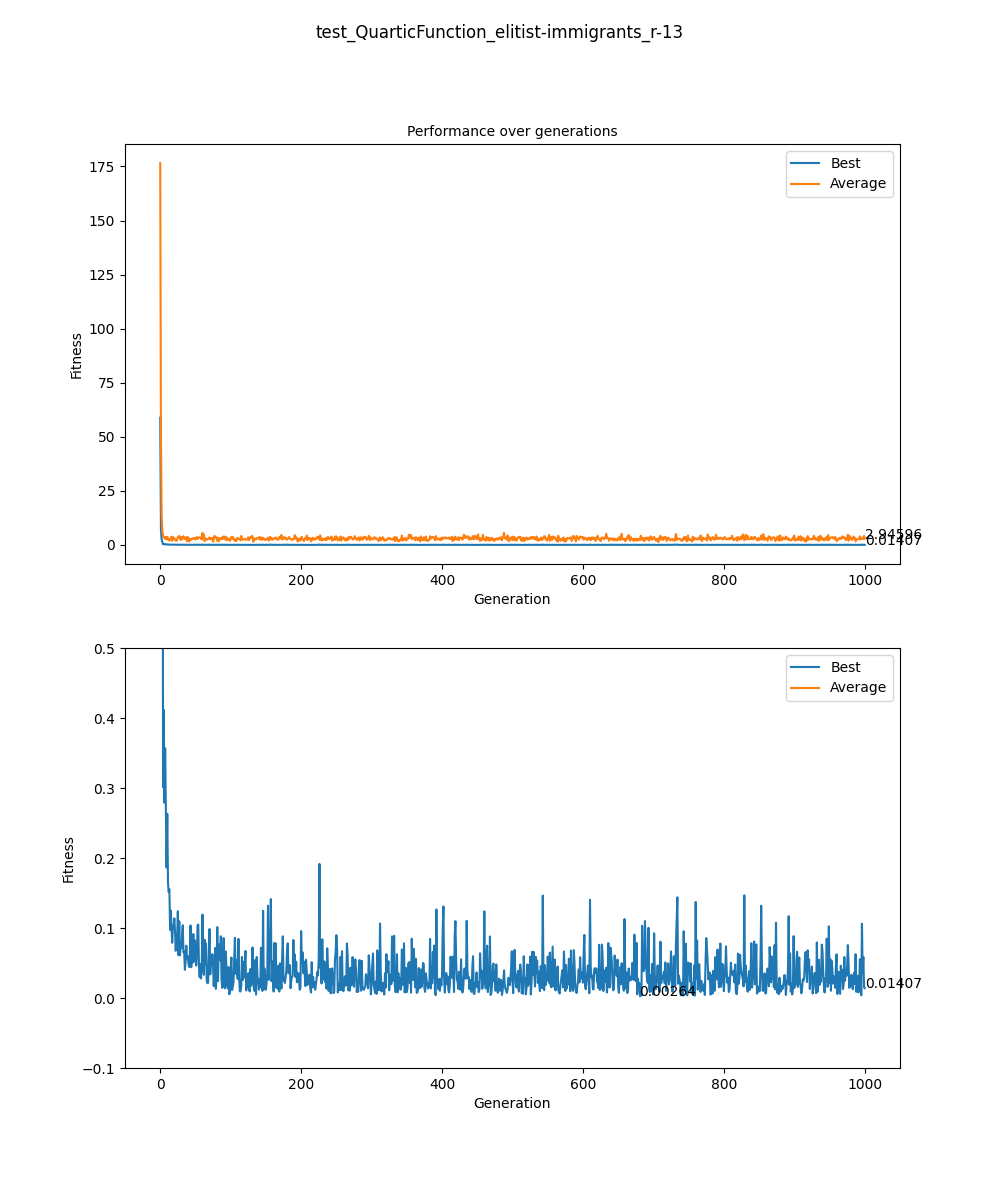 test_QuarticFunction_elitist-immigrants_r-13
Performance over generations
Best
Average
175
150
125
100
75
50
25
0
Fitness
2.94596
0.01407
0 200 400 600 800 1000
Generation
Best
Average
0.5
0.4
0.3
0.2
0.1
0.0
−0.1
Fitness
0.01407
0.00264
0 200 400 600 800 1000
Generation